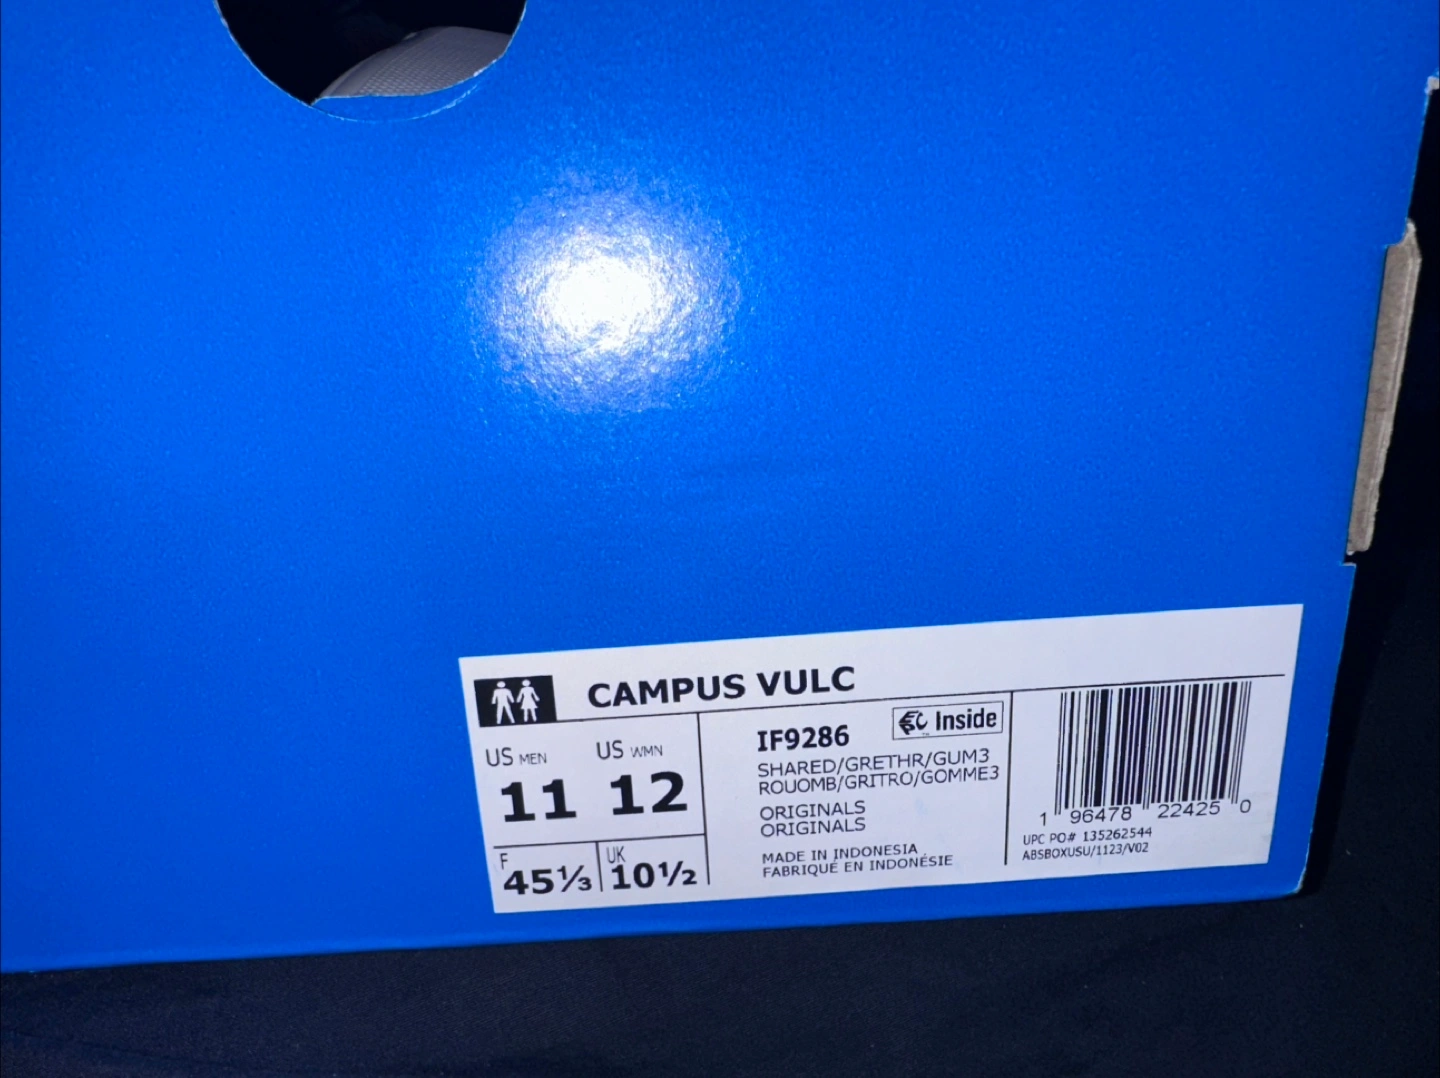 CAMPUS VULC
US MEN
11
US WMN
12
F
45⅓
UK
10½
IF9286
Inside
SHARED/GRETHR/GUM3
ROUOMB/GRITRO/GOMME3
ORIGINALS
ORIGINALS
MADE IN INDONESIA
FABRIQUÉ EN INDONÉSIE
1 96478 22425 0
UPC PO# 135262544
ABSBOXUSU/1123/V02